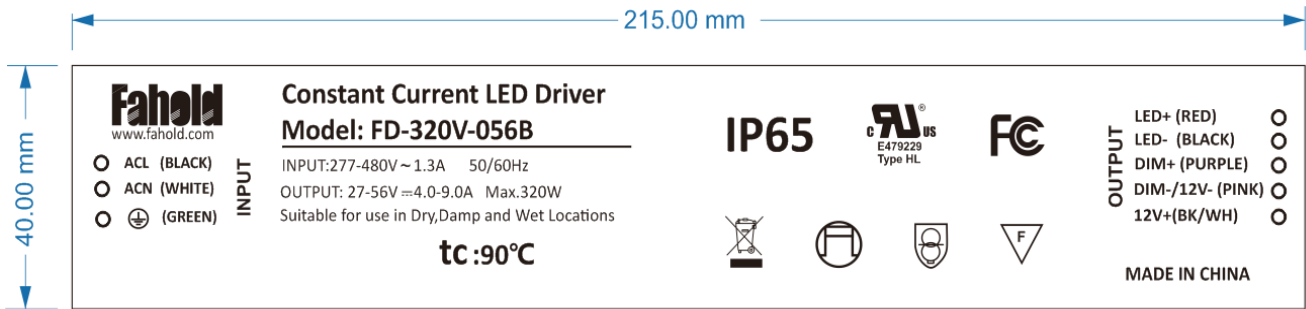 215.00 mm
40.00 mm
Fahold
www.fahold.com
ACL (BLACK)
ACN (WHITE)
(GREEN)
INPUT
Constant Current LED Driver
Model: FD-320V-056B
INPUT:277-480V~1.3A 50/60Hz
OUTPUT: 27-56V⎓4.0-9.0A Max.320W
Suitable for use in Dry,Damp and Wet Locations
tc:90℃
IP65
c RU ® US
E479229
Type HL
FC
F
OUTPUT
LED+ (RED)
LED- (BLACK)
DIM+ (PURPLE)
DIM-/12V- (PINK)
12V+(BK/WH)
MADE IN CHINA